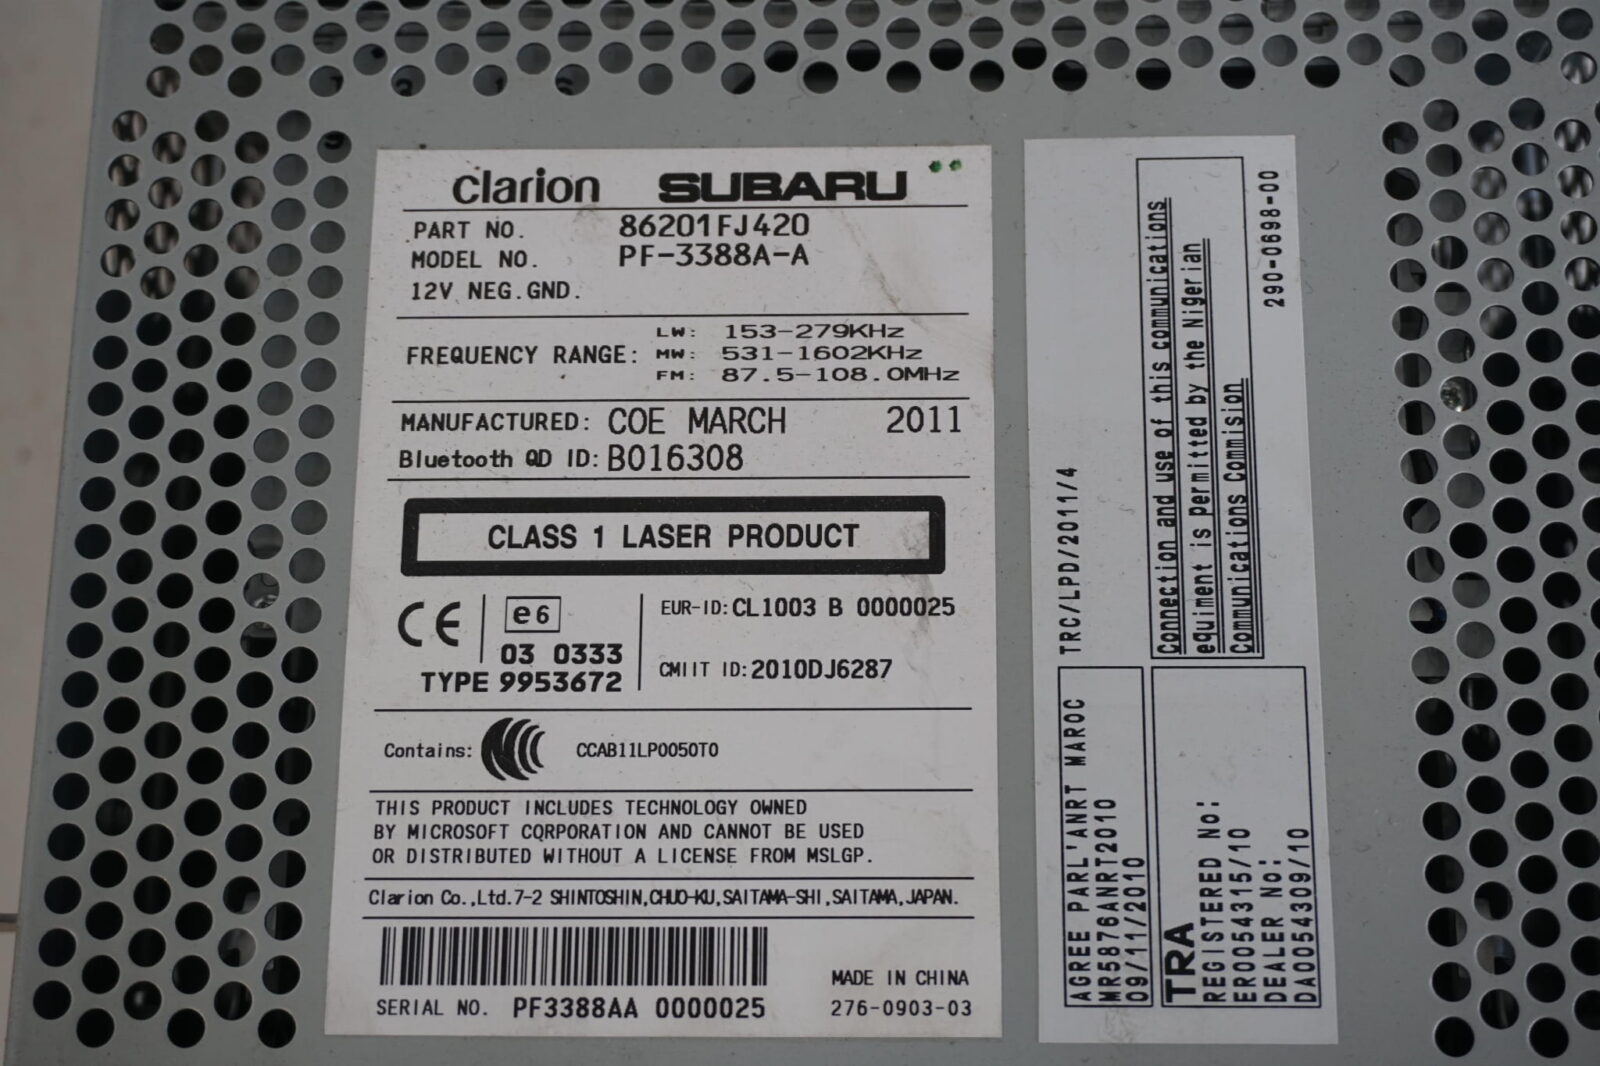 clarion SUBARU
PART NO. 86201FJ420
MODEL NO. PF-3388A-A
12V NEG.GND.
LW: 153-279KHz
FREQUENCY RANGE: MW: 531-1602KHz
FM: 87.5-108.0MHz
MANUFACTURED: COE MARCH 2011
Bluetooth QD ID: B016308
CLASS 1 LASER PRODUCT
CE e6 EUR-ID: CL1003 B 0000025
03 0333
TYPE 9953672 CMIIT ID: 2010DJ6287
Contains: CCAB11LP0050T0
THIS PRODUCT INCLUDES TECHNOLOGY OWNED
BY MICROSOFT CORPORATION AND CANNOT BE USED
OR DISTRIBUTED WITHOUT A LICENSE FROM MSLGP.
Clarion Co.,Ltd.7-2 SHINTOSHIN,CHUO-KU,SAITAMA-SHI,SAITAMA,JAPAN.
MADE IN CHINA
SERIAL NO. PF3388AA 0000025 276-0903-03
TRC/LPD/2011/4
Connection and use of this communications
equiment is permitted by the Nigerian
Communications Commision
290-0698-00
AGREE PARL'ANRT MAROC
MR5876ANRT2010
09/11/2010
TRA
REGISTERED No:
ER0054315/10
DEALER No:
DA0054309/10